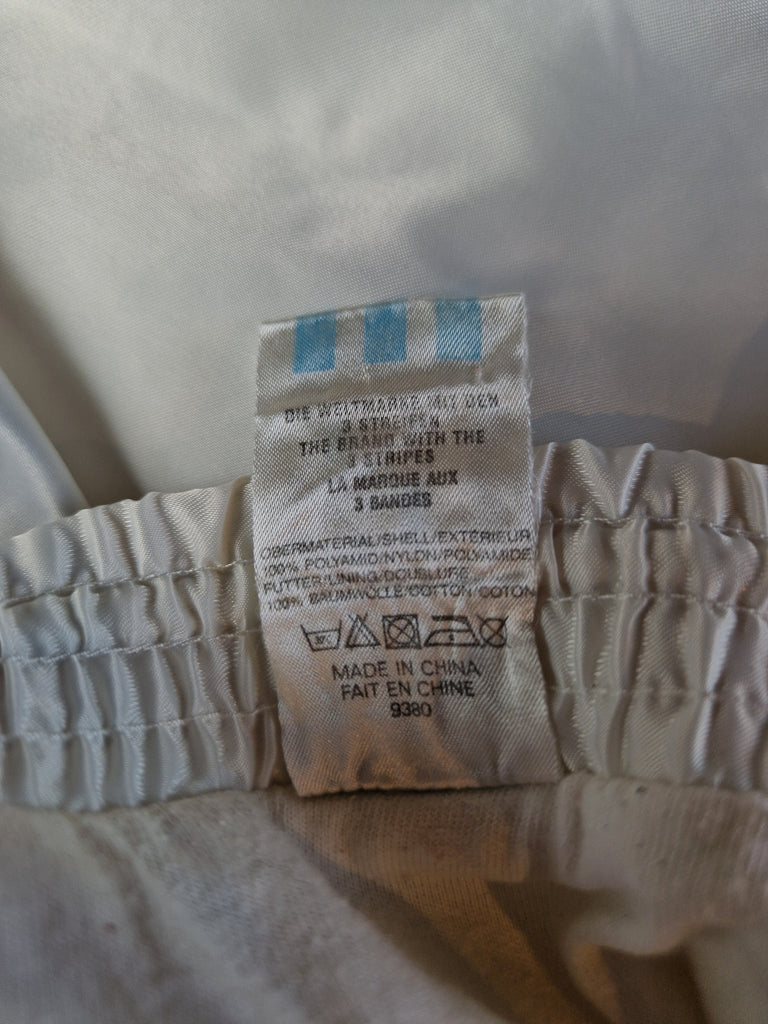 DIE WELTMARKE MIT DEN
3 STREIFEN
THE BRAND WITH THE
3 STRIPES
LA MARQUE AUX
3 BANDES
OBERMATERIAL/SHELL/EXTÉRIEUR
100% POLYAMID/NYLON/POLYAMIDE
FUTTER/LINING/DOUBLURE
100% BAUMWOLLE/COTTON/COTON
MADE IN CHINA
FAIT EN CHINE
9380